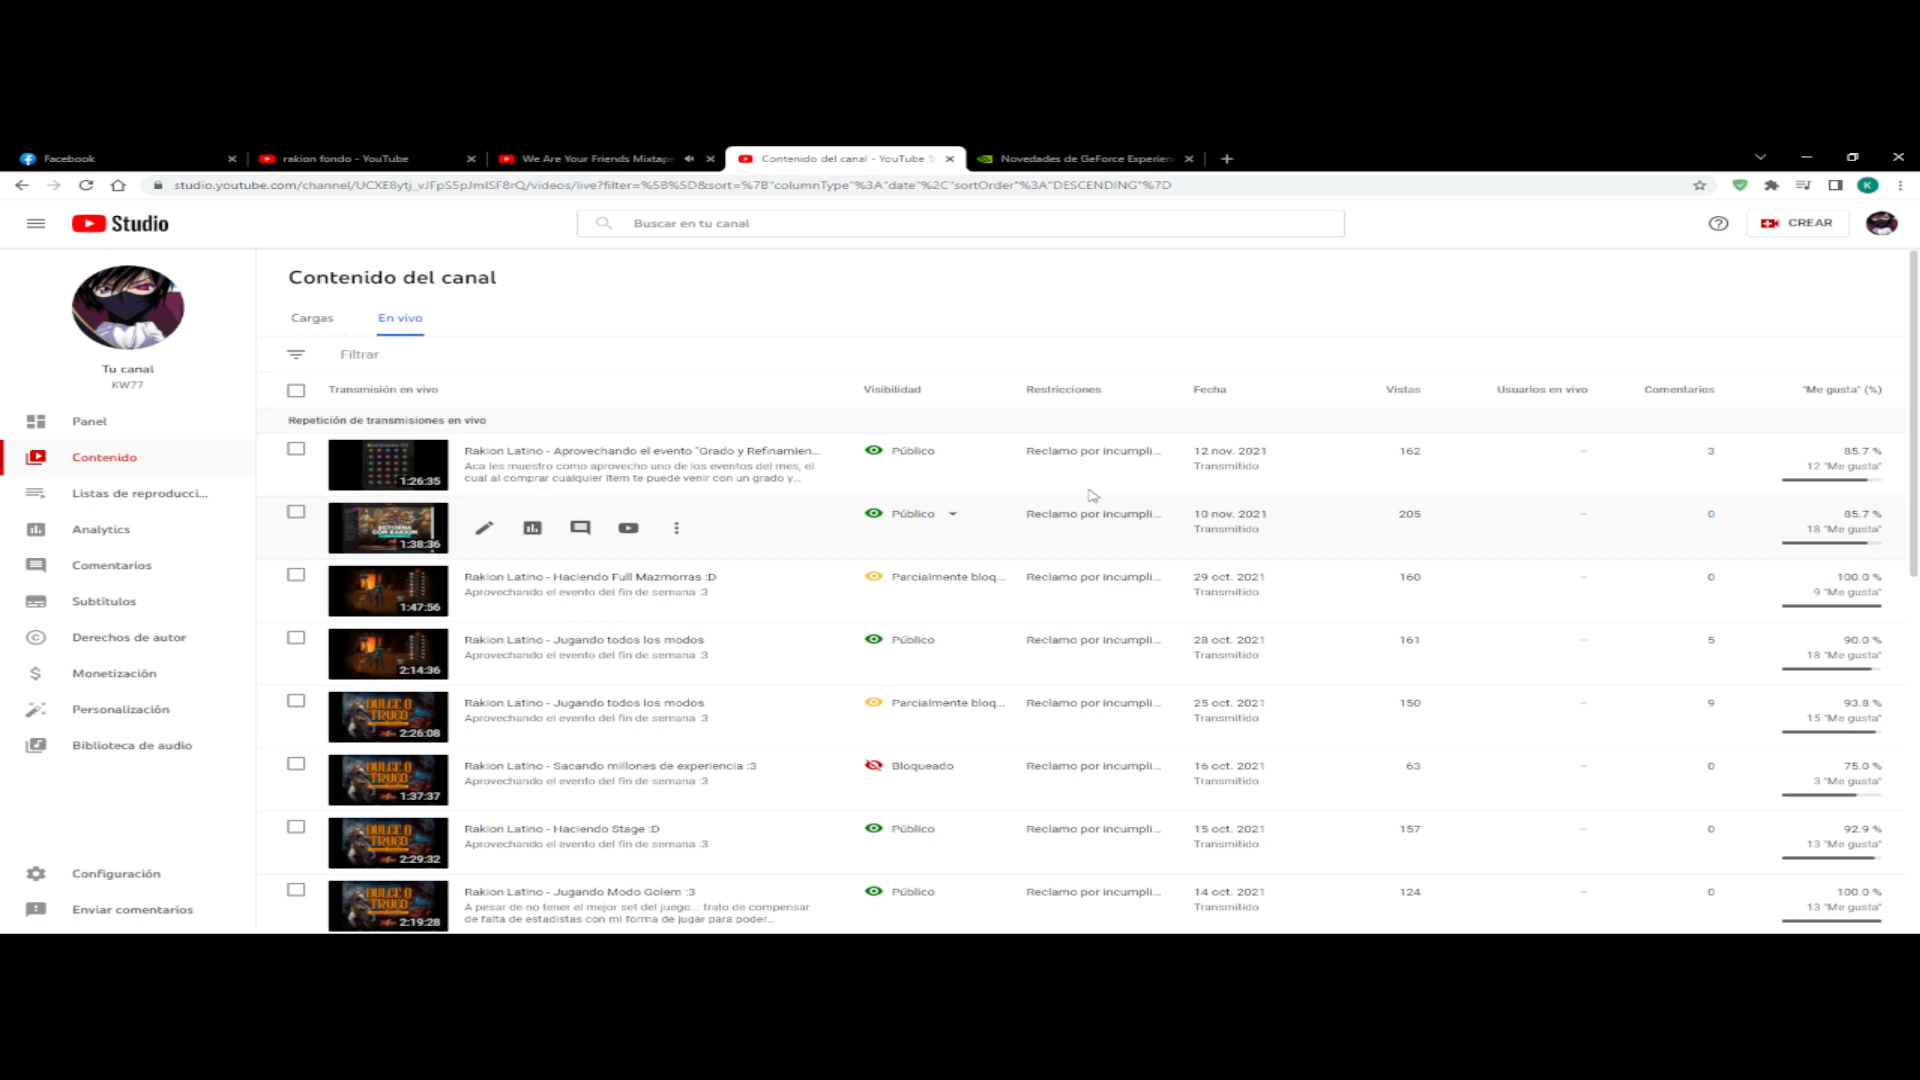 Facebook
rakion fondo - YouTube
We Are Your Friends Mixtape
Contenido del canal - YouTube S
Novedades de GeForce Experien
studio.youtube.com/channel/UCXE8ytj_vJFpS5pJmISF8rQ/videos/live?filter=%5B%5D&sort=%7B"columnType"%3A"date"%2C"sortOrder"%3A"DESCENDING"%7D
K
Studio
Buscar en tu canal
CREAR
Tu canal
KW77
Panel
Contenido
Listas de reproducci...
Analytics
Comentarios
Subtítulos
Derechos de autor
Monetización
Personalización
Biblioteca de audio
Configuración
Enviar comentarios
Contenido del canal
Cargas En vivo
Filtrar
Transmisión en vivo Visibilidad Restricciones Fecha Vistas Usuarios en vivo Comentarios "Me gusta" (%)
Repetición de transmisiones en vivo
Rakion Latino - Aprovechando el evento "Grado y Refinamien... Público Reclamo por incumpli... 12 nov. 2021 162 – 3 85.7 %
Aca les muestro como aprovecho uno de los eventos del mes, el Transmitido 12 "Me gusta"
cual al comprar cualquier item te puede venir con un grado y...
1:26:35
Público Reclamo por incumpli... 10 nov. 2021 205 – 0 85.7 %
RETORNA
CON RAKION
Transmitido 18 "Me gusta"
1:38:36
Rakion Latino - Haciendo Full Mazmorras :D Parcialmente bloq... Reclamo por incumpli... 29 oct. 2021 160 – 0 100.0 %
Aprovechando el evento del fin de semana :3 Transmitido 9 "Me gusta"
1:47:56
Rakion Latino - Jugando todos los modos Público Reclamo por incumpli... 28 oct. 2021 161 – 5 90.0 %
Aprovechando el evento del fin de semana :3 Transmitido 18 "Me gusta"
2:14:36
Rakion Latino - Jugando todos los modos Parcialmente bloq... Reclamo por incumpli... 25 oct. 2021 150 – 9 93.8 %
Aprovechando el evento del fin de semana :3 Transmitido 15 "Me gusta"
DULCE O
TRUCO
2:26:08
Rakion Latino - Sacando millones de experiencia :3 Bloqueado Reclamo por incumpli... 16 oct. 2021 63 – 0 75.0 %
Aprovechando el evento del fin de semana :3 Transmitido 3 "Me gusta"
DULCE O
TRUCO
1:37:37
Rakion Latino - Haciendo Stage :D Público Reclamo por incumpli... 15 oct. 2021 157 – 0 92.9 %
Aprovechando el evento del fin de semana :3 Transmitido 13 "Me gusta"
DULCE O
TRUCO
2:29:32
Rakion Latino - Jugando Modo Golem :3 Público Reclamo por incumpli... 14 oct. 2021 124 – 0 100.0 %
A pesar de no tener el mejor set del juego... trato de compensar Transmitido 13 "Me gusta"
de falta de estadistas con mi forma de jugar para poder...
DULCE O
TRUCO
2:19:28